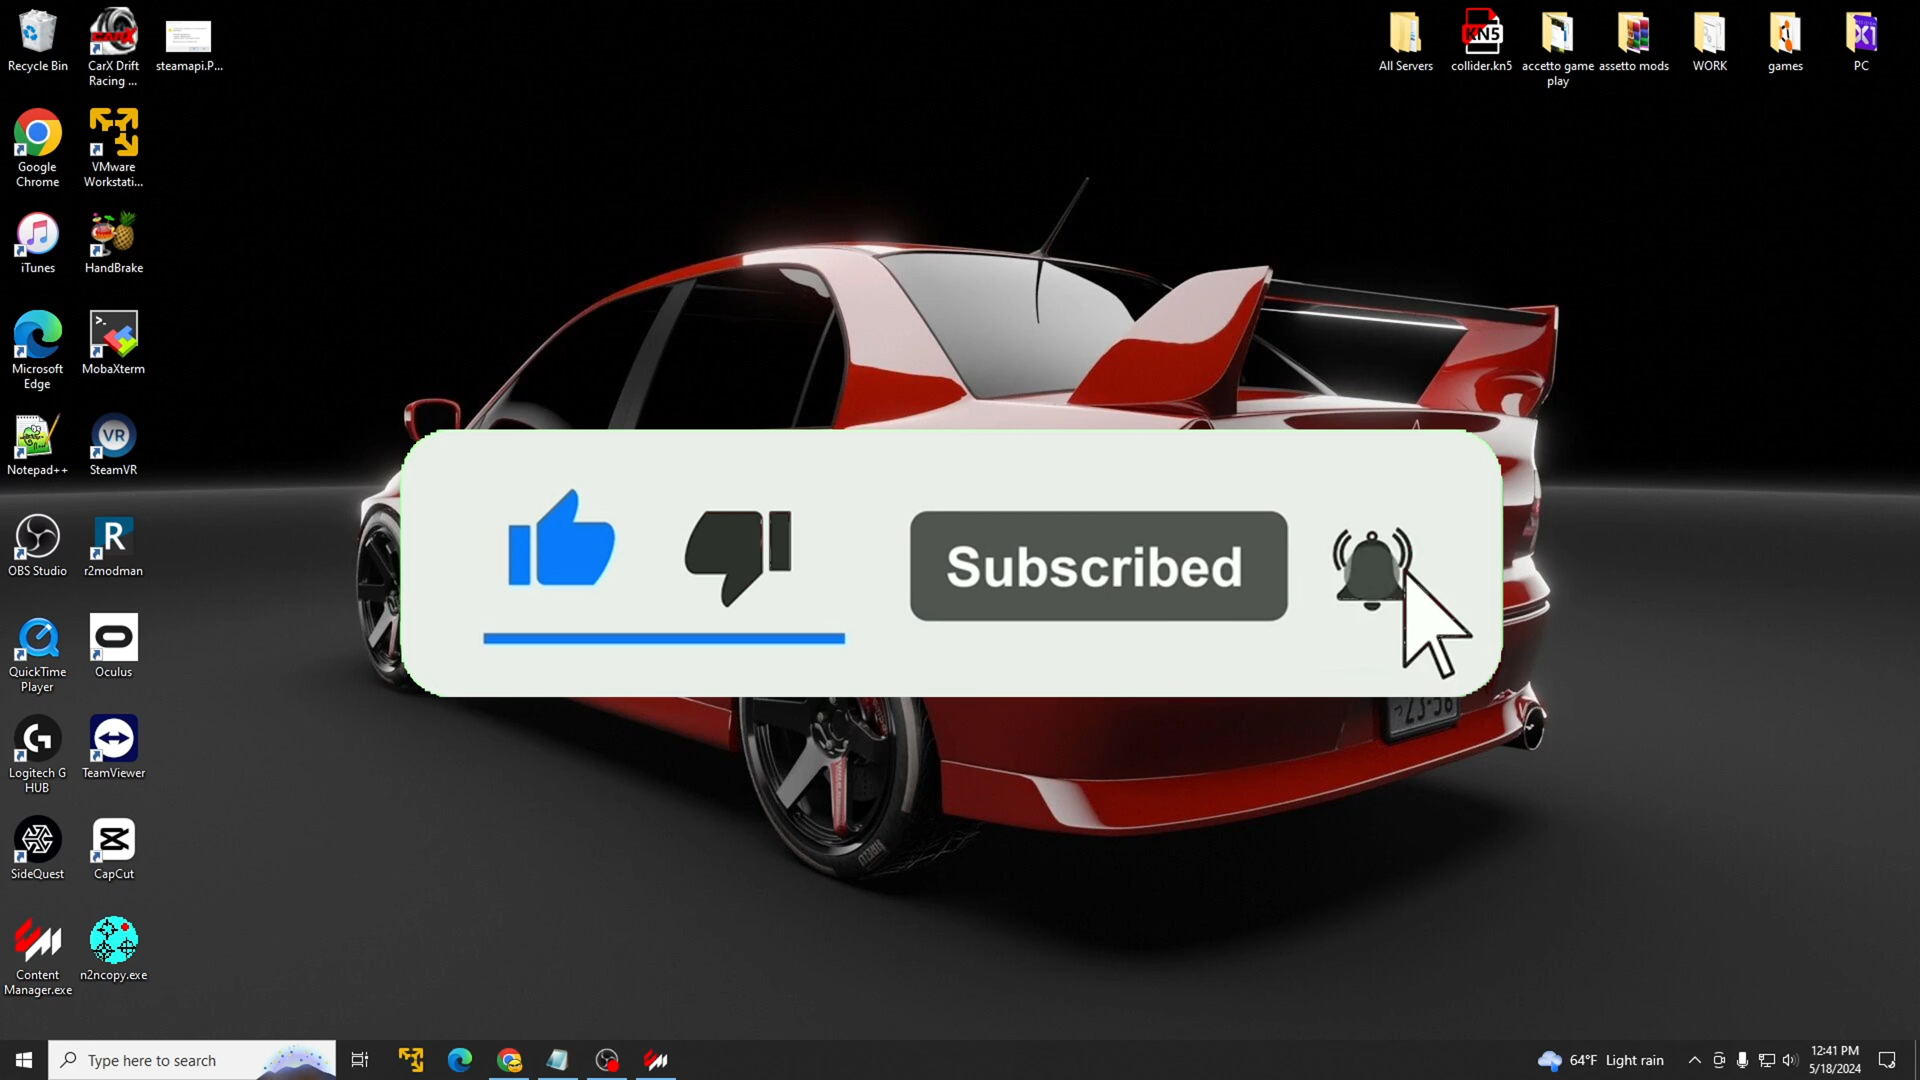 Recycle Bin
CarX Drift
Racing ...
steamapi.P...
Google
Chrome
VMware
Workstati...
iTunes
HandBrake
Microsoft
Edge
MobaXterm
Notepad++
VR
SteamVR
OBS Studio
R
r2modman
QuickTime
Player
Oculus
Logitech G
HUB
TeamViewer
SideQuest
CapCut
Content
Manager.exe
n2ncopy.exe
All Servers
KN5
collider.kn5
accetto game
play
assetto mods
WORK
games
PC
Subscribed
Type here to search
64°F Light rain
12:41 PM
5/18/2024